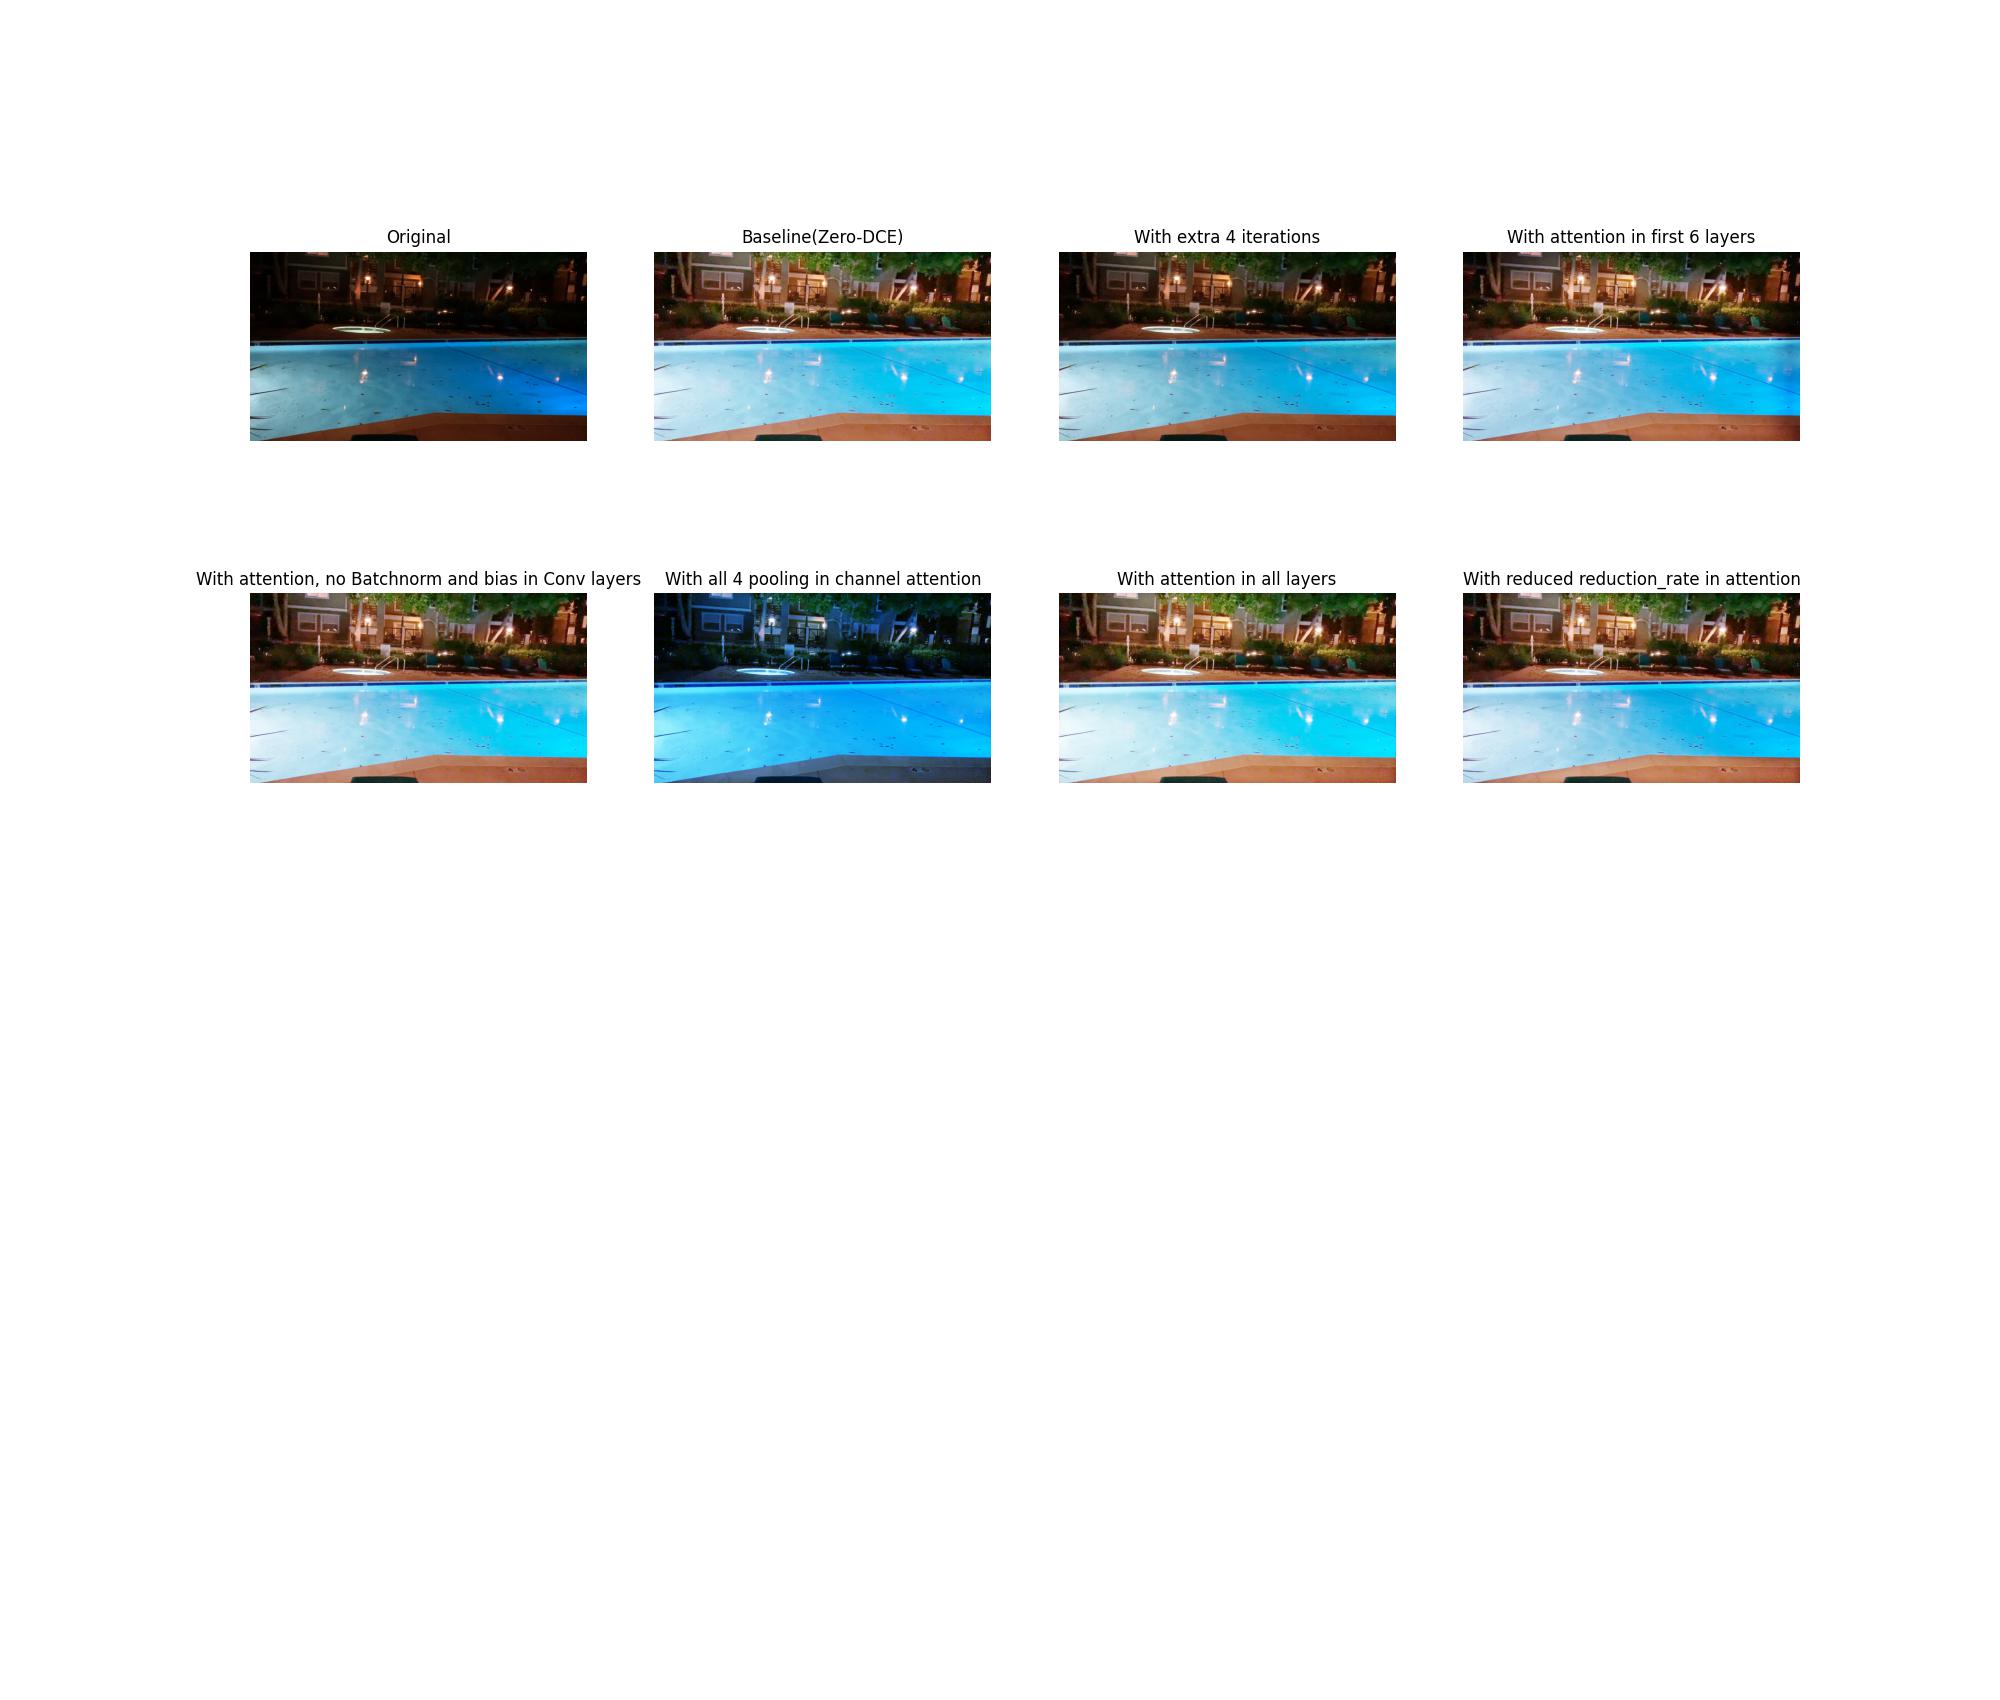 Original
Baseline(Zero-DCE)
With extra 4 iterations
With attention in first 6 layers
With attention, no Batchnorm and bias in Conv layers
With all 4 pooling in channel attention
With attention in all layers
With reduced reduction_rate in attention